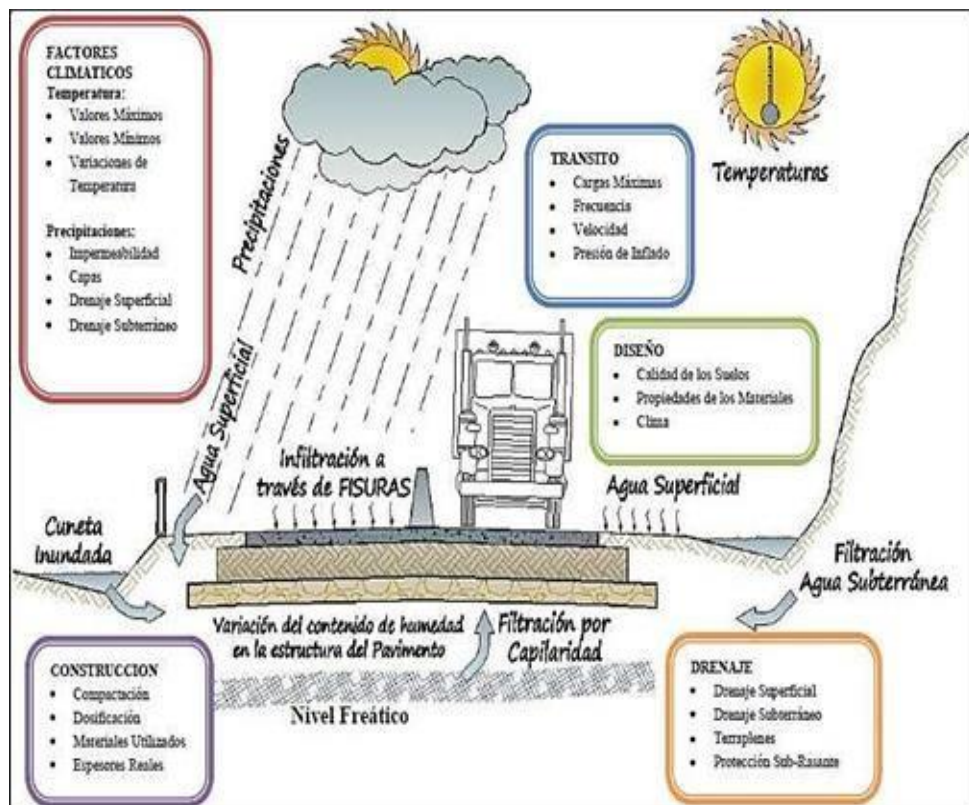 FACTORES
CLIMATICOS
Temperatura:
• Valores Máximos
• Valores Mínimos
• Variaciones de
Temperatura
Precipitaciones:
• Impermeabilidad
• Capas
• Drenaje Superficial
• Drenaje Subterráneo
Precipitaciones
Agua Superficial
TRANSITO
• Cargas Máximas
• Frecuencia
• Velocidad
• Presión de Inflado
Temperaturas
DISEÑO
• Calidad de los Suelos
• Propiedades de los Materiales
• Clima
Infiltración a
través de FISURAS
Agua Superficial
Cuneta
Inundada
Filtración
Agua Subterránea
Variación del contenido de humedad
en la estructura del Pavimento
Filtración por
Capilaridad
Nivel Freático
CONSTRUCCION
• Compactación
• Dosificación
• Materiales Utilizados
• Espesores Reales
DRENAJE
• Drenaje Superficial
• Drenaje Subterráneo
• Terraplenes
• Protección Sub-Rasante